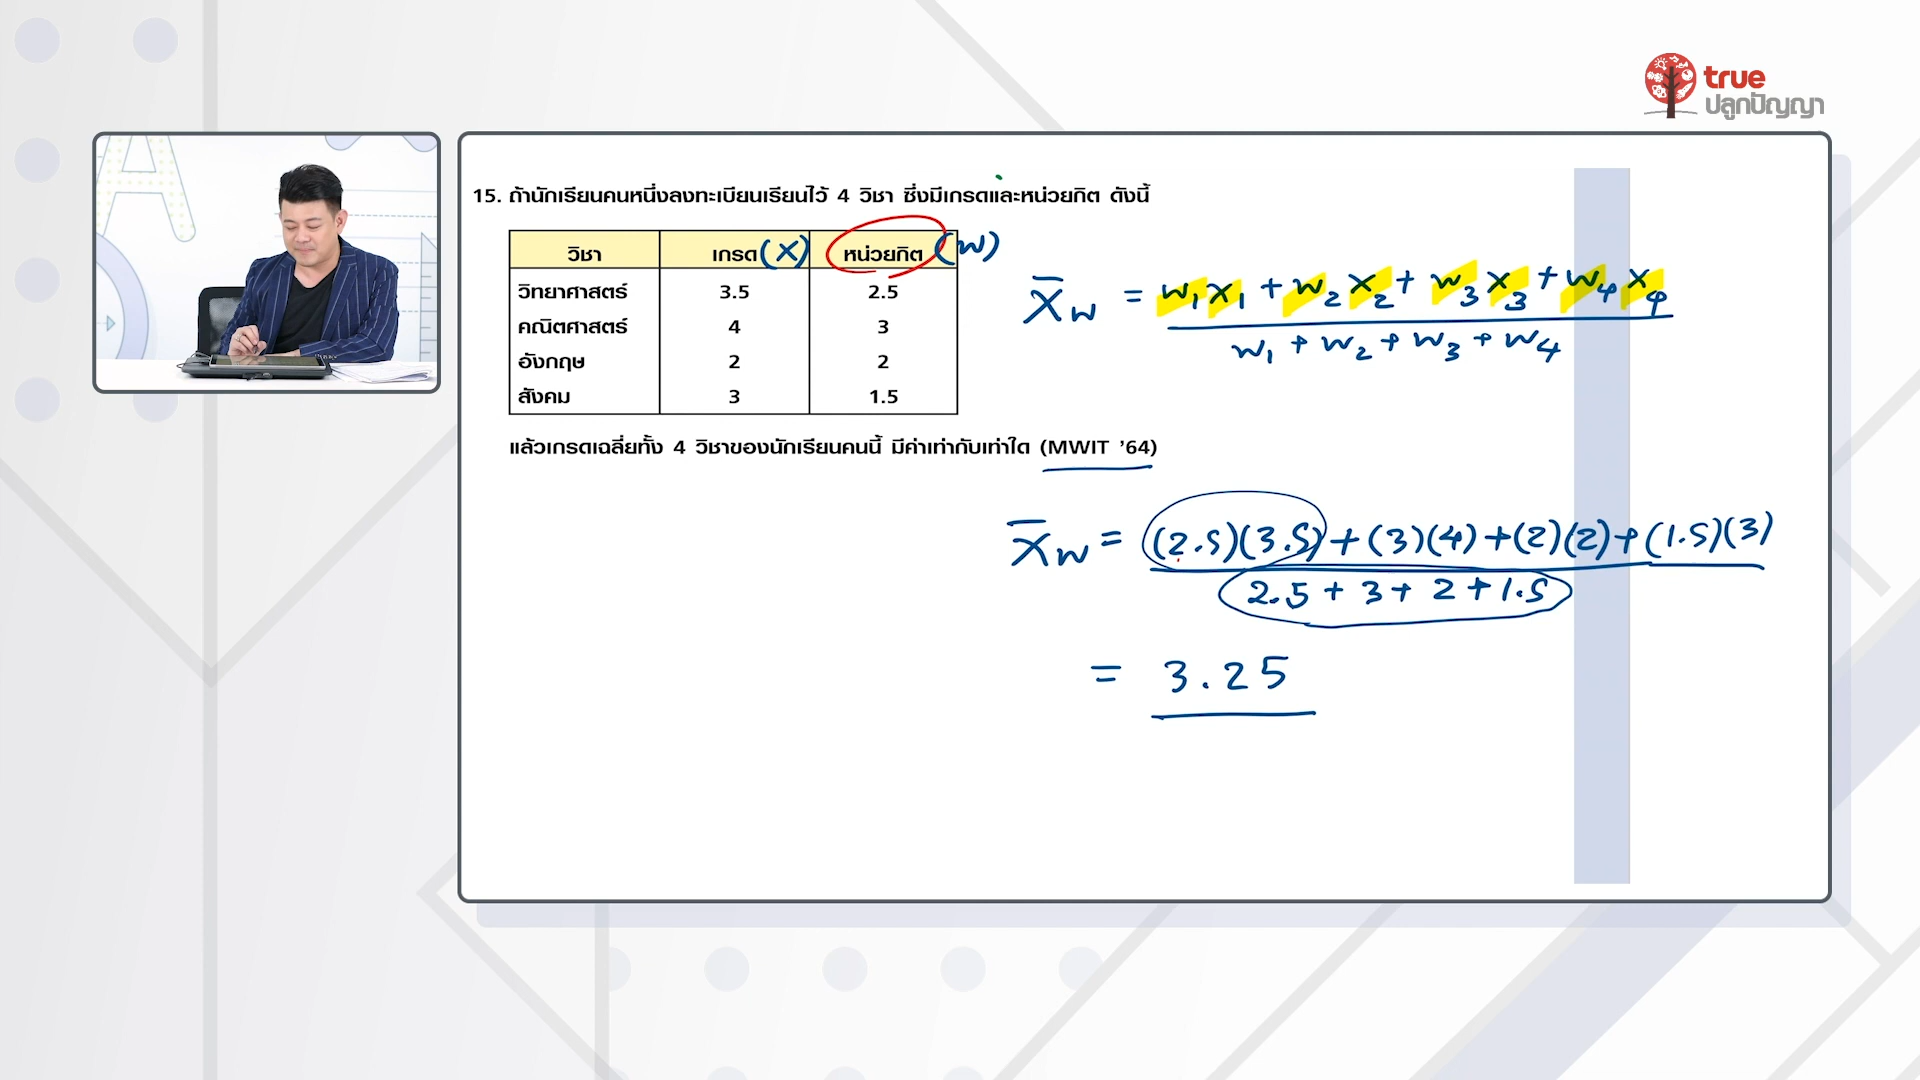 true
ปลูกปัญญา
15. ถ้านักเรียนคนหนึ่งลงทะเบียนเรียนไว้ 4 วิชา ซึ่งมีเกรดและหน่วยกิต ดังนี้
วิชา เกรด (X) หน่วยกิต (W)
วิทยาศาสตร์ 3.5 2.5
คณิตศาสตร์ 4 3
อังกฤษ 2 2
สังคม 3 1.5
X̄w = w₁x₁ + w₂x₂ + w₃x₃ + w₄x₄
w₁ + w₂ + w₃ + w₄
แล้วเกรดเฉลี่ยทั้ง 4 วิชาของนักเรียนคนนี้ มีค่าเท่ากับเท่าใด (MWIT ’64)
X̄w = (2.5)(3.5)+(3)(4)+(2)(2)+(1.5)(3)
2.5 + 3 + 2 + 1.5
= 3.25